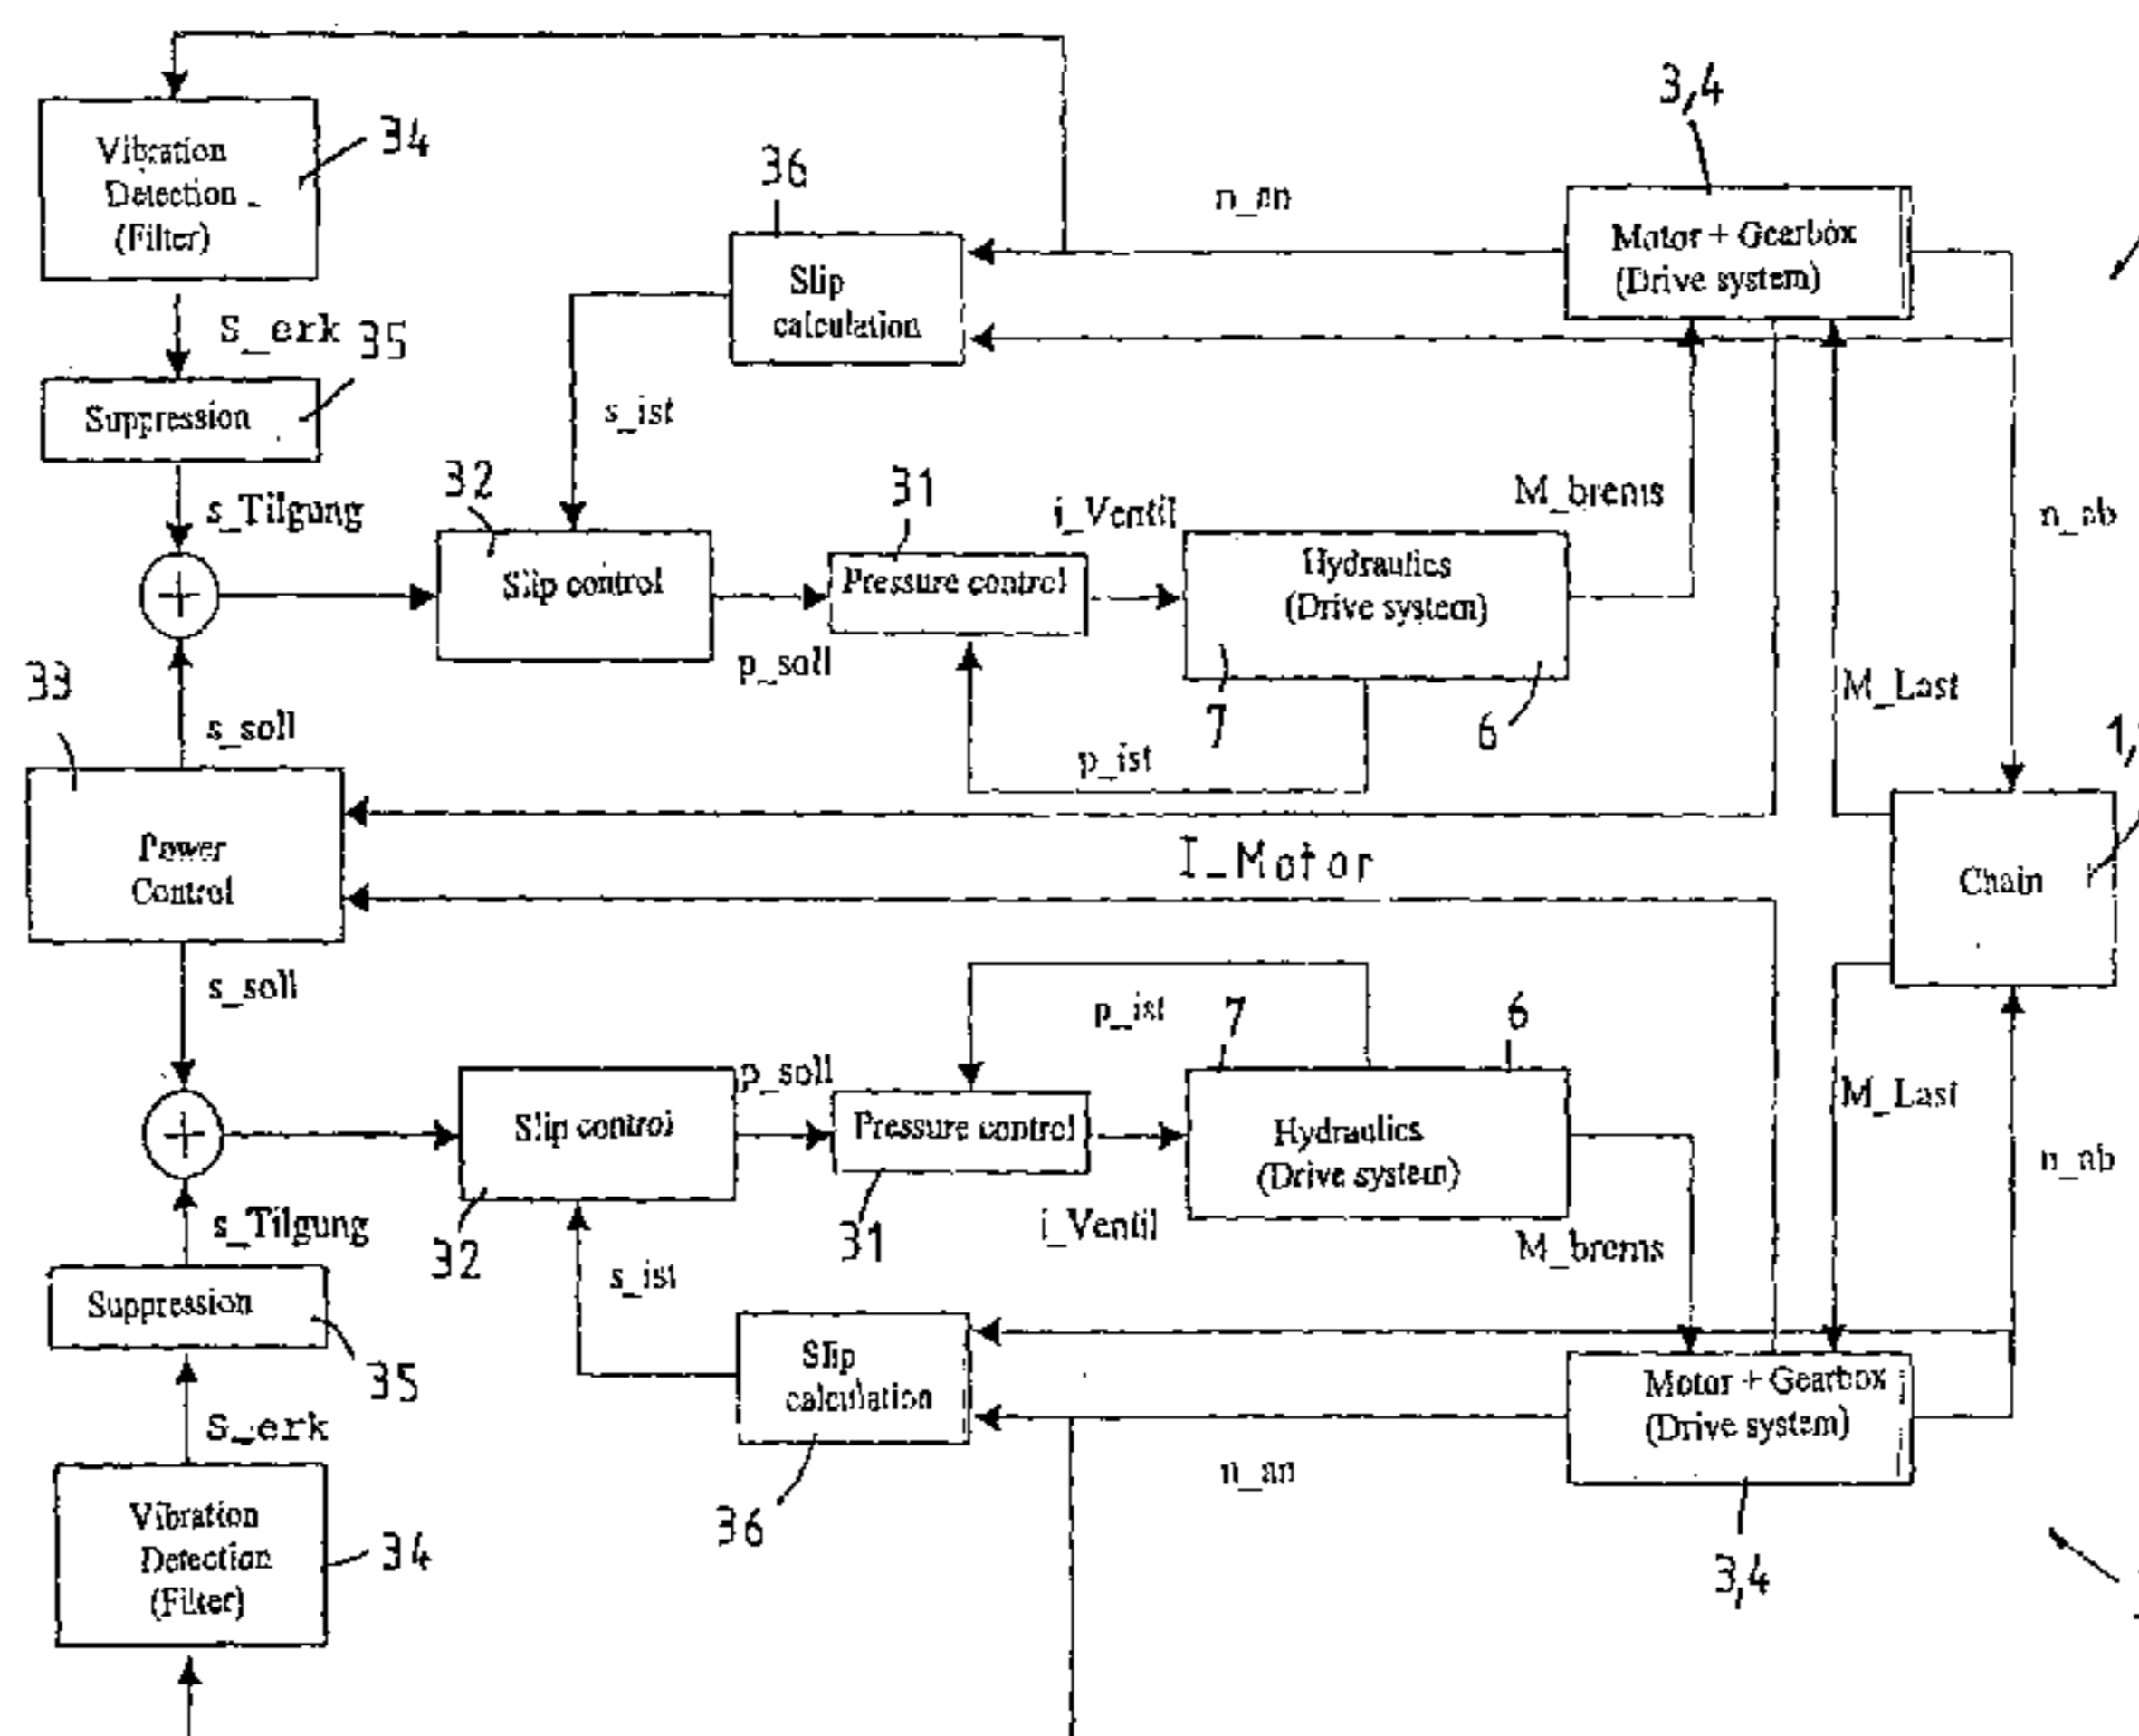 Vibration
Detection
(Filter)
34
S_erk
35
Suppression
s_Tilgung
36
Slip
calculation
s_ist
n_an
3,4
Motor + Gearbox
(Drive system)
32
Slip control
p_soll
31
Pressure control
i_Ventil
Hydraulics
(Drive system)
7
6
M_brems
p_ist
n_ab
M_Last
33
s_soll
Power
Control
I_Motor
Chain
s_soll
p_ist
7
6
p_soll
Slip control
32
Pressure control
31
i_Ventil
Hydraulics
(Drive system)
M_brems
M_Last
n_ab
s_Tilgung
Suppression
35
S_erk
s_ist
Slip
calculation
36
n_an
Motor + Gearbox
(Drive system)
3,4
Vibration
Detection
(Filter)
34